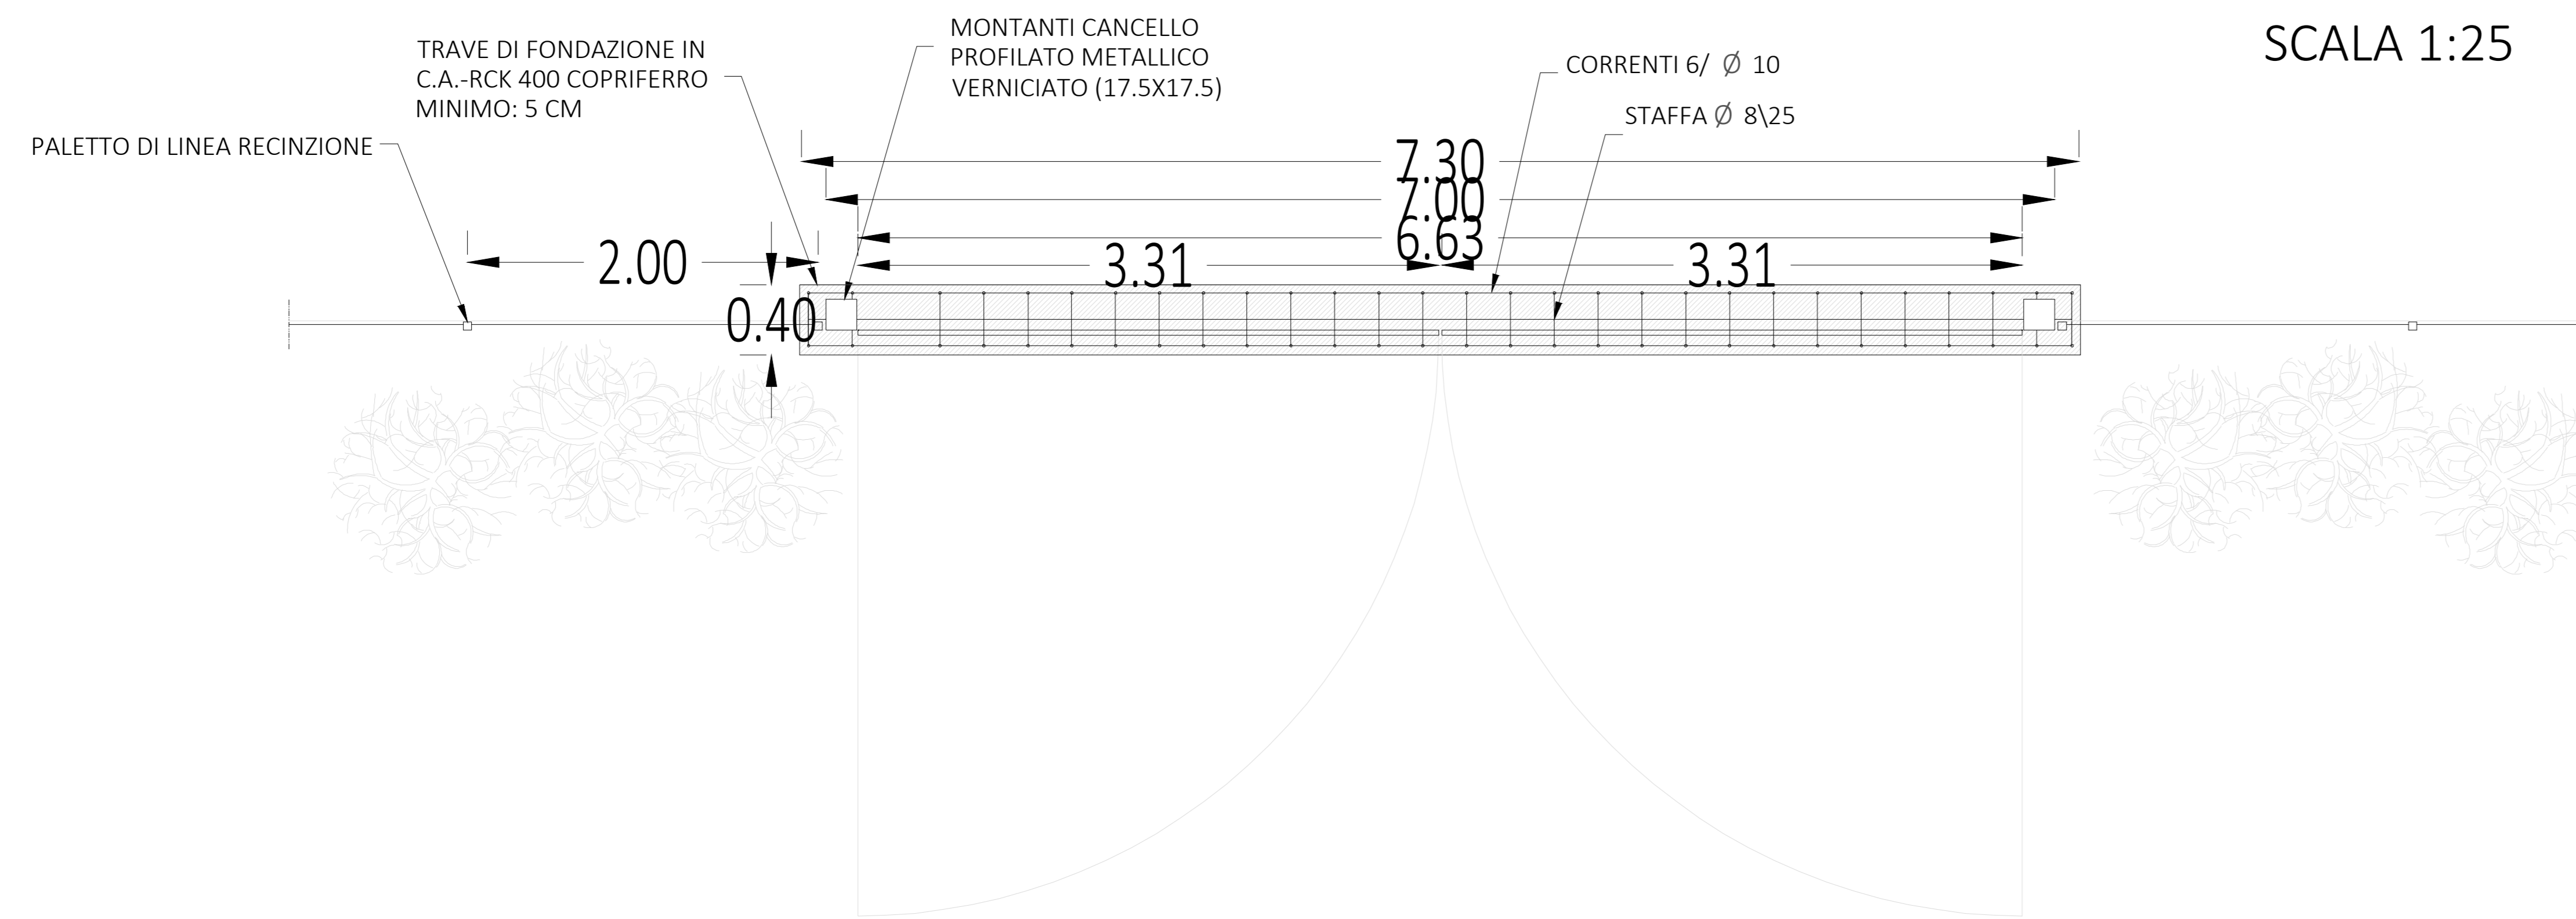 SCALA 1:25
TRAVE DI FONDAZIONE IN
C.A.-RCK 400 COPRIFERRO
MINIMO: 5 CM
MONTANTI CANCELLO
PROFILATO METALLICO
VERNICIATO (17.5X17.5)
CORRENTI 6/ Ø 10
STAFFA Ø 8\25
PALETTO DI LINEA RECINZIONE
7.30
7.00
6.63
2.00
3.31
3.31
0.40